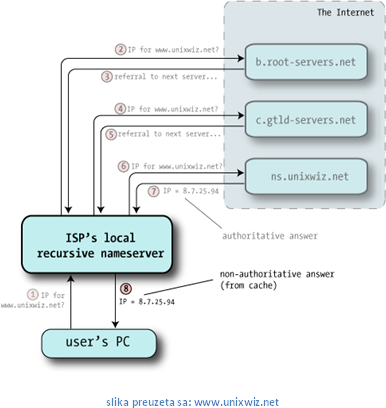 The Internet
② IP for www.unixwiz.net?
b.root-servers.net
③ referral to next server...
④ IP for www.unixwiz.net?
c.gtld-servers.net
⑤ referral to next server...
⑥ IP for www.unixwiz.net?
ns.unixwiz.net
⑦ IP = 8.7.25.94
authoritative answer
ISP's local
recursive nameserver
non-authoritative answer
(from cache)
① IP for
www.unixwiz.net?
⑧
IP = 8.7.25.94
user's PC
slika preuzeta sa: www.unixwiz.net